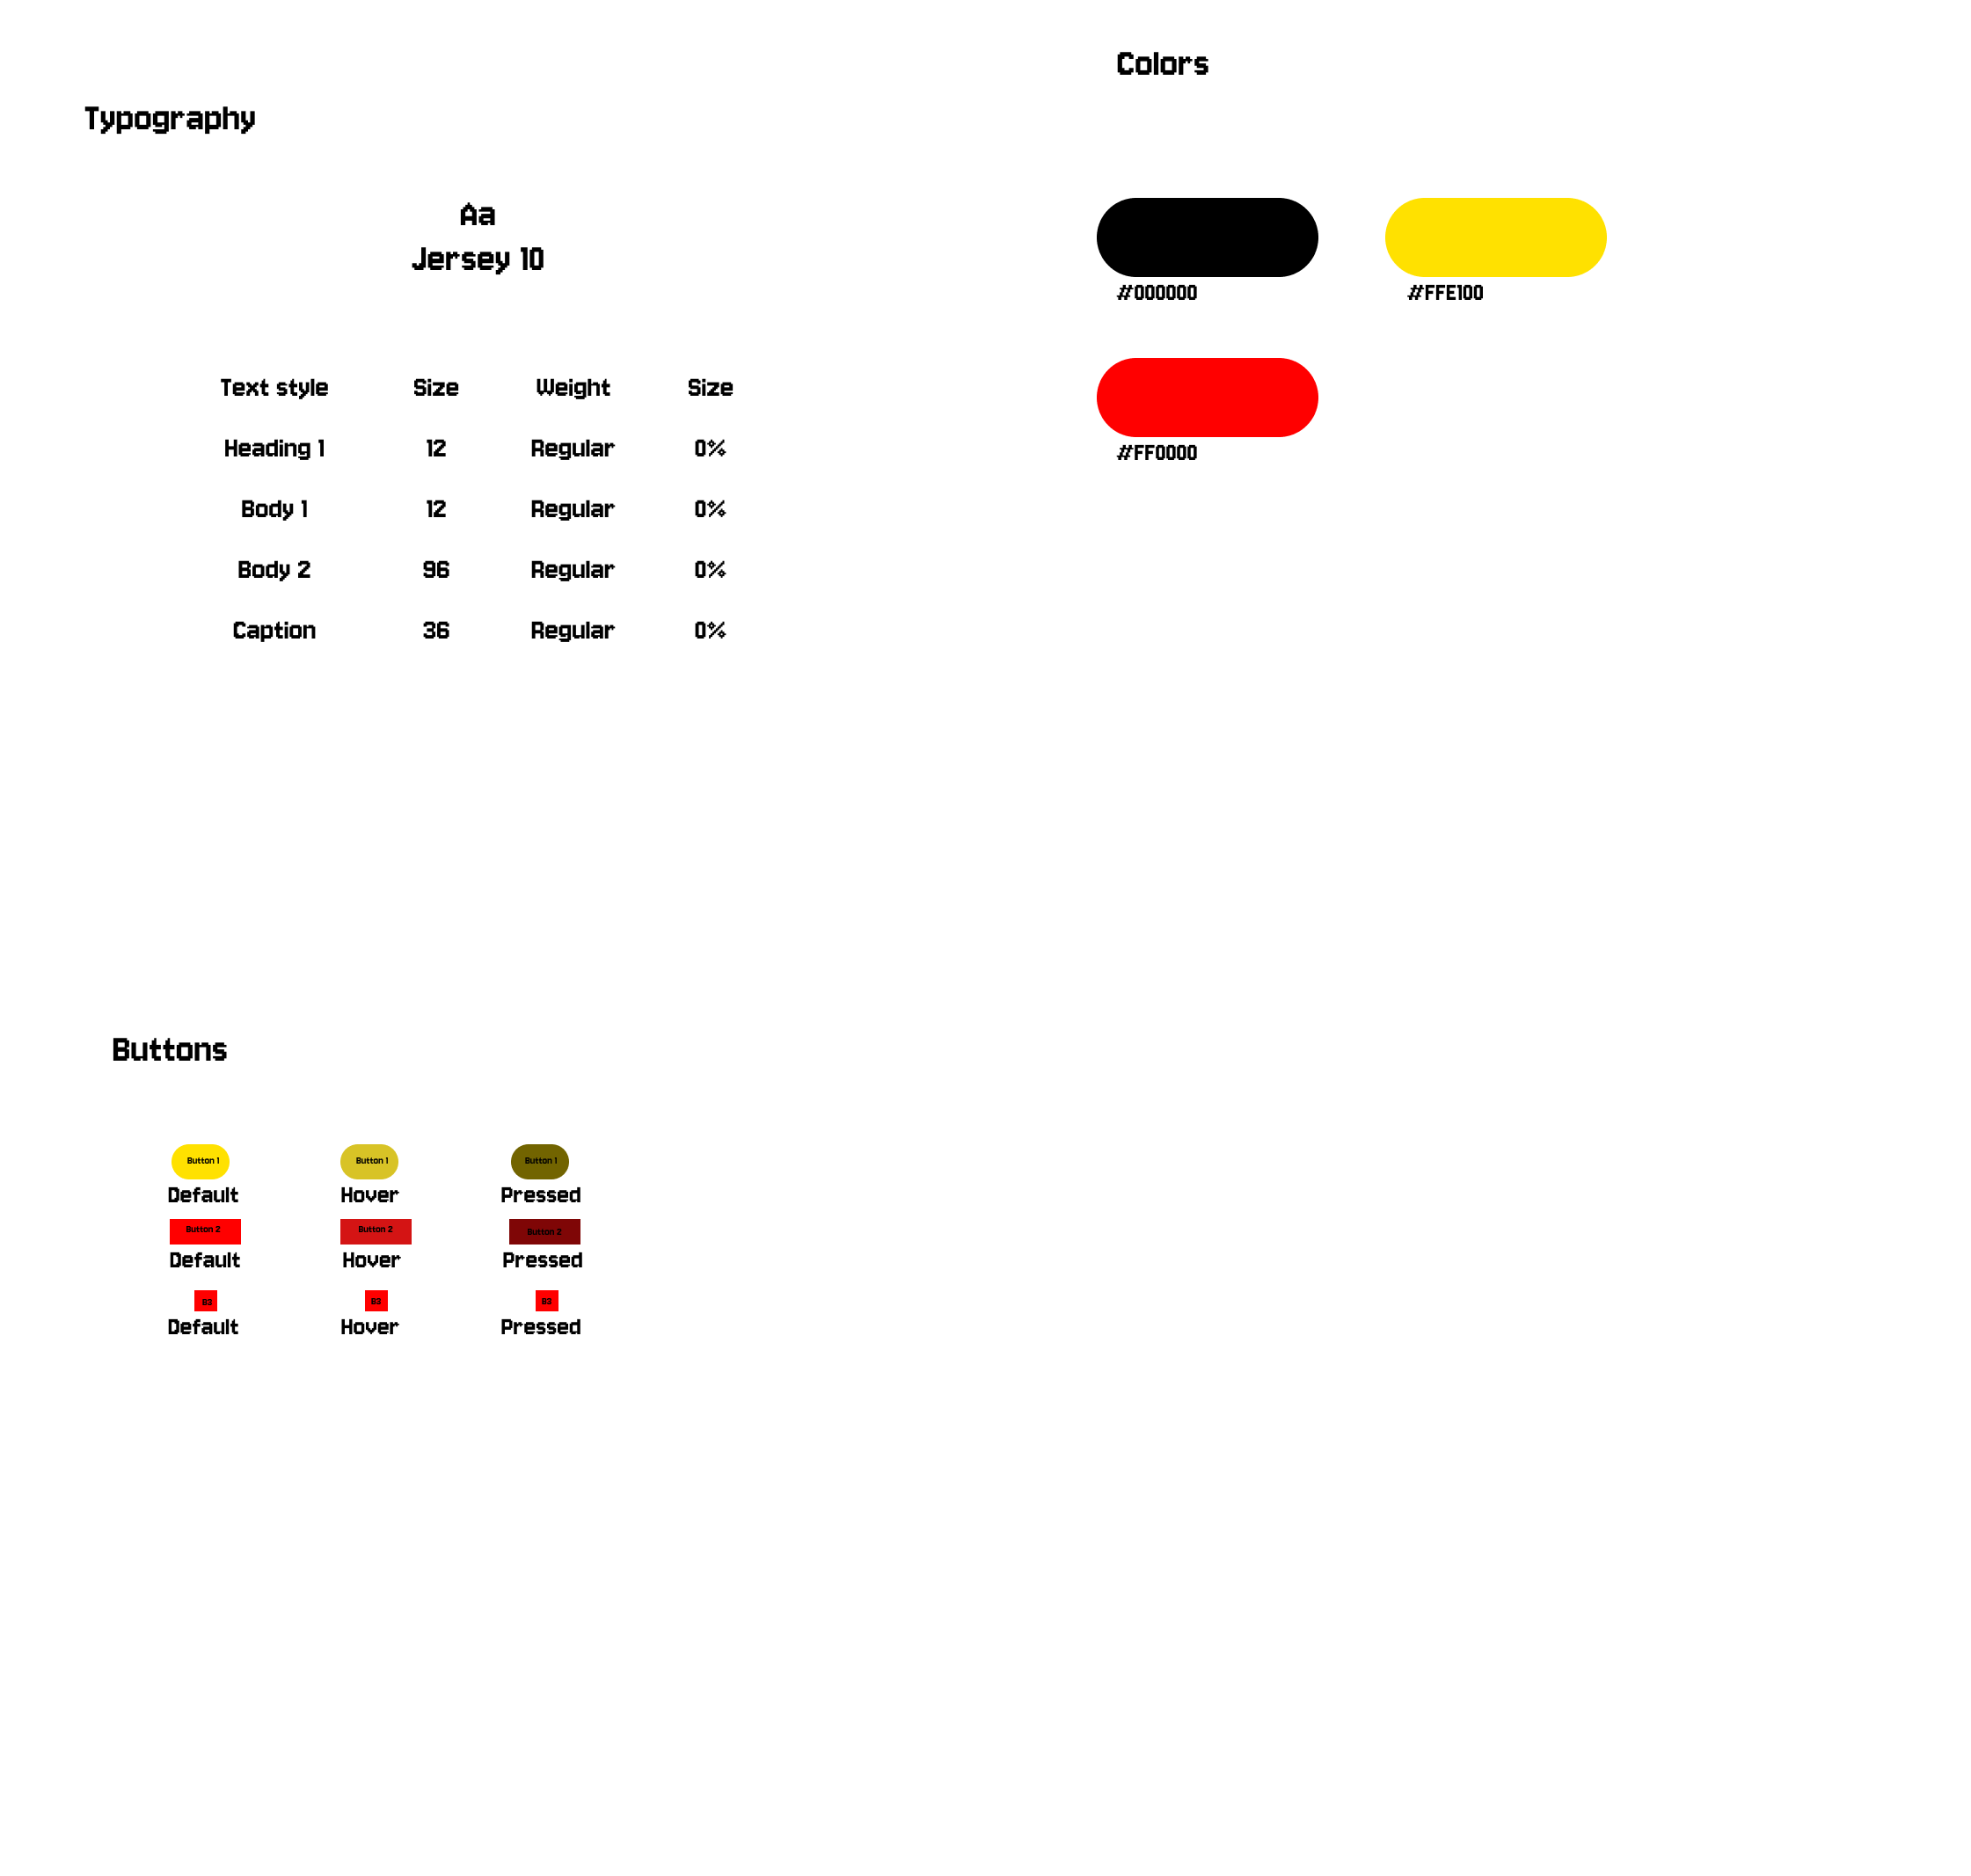 Typography
Aa
Jersey 10
Text style Size Weight Size
Heading 1 12 Regular 0%
Body 1 12 Regular 0%
Body 2 96 Regular 0%
Caption 36 Regular 0%
Colors
#000000 #FFE100
#FF0000
Buttons
Button 1 Button 1 Button 1
Default Hover Pressed
Button 2 Button 2 Button 2
Default Hover Pressed
B3 B3 B3
Default Hover Pressed